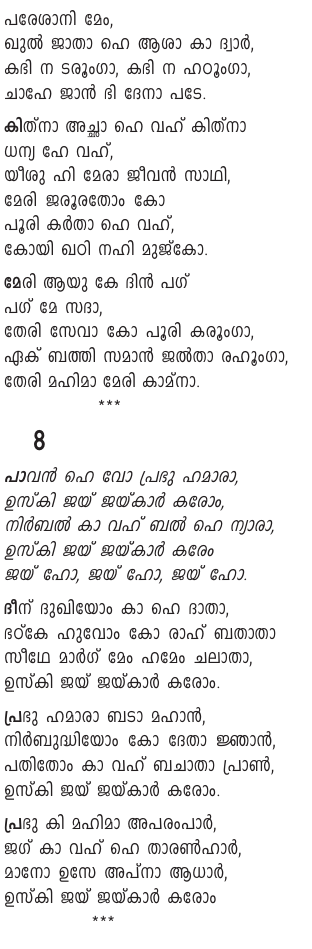 പരേശാനി മേം,
ഖുൽ ജാതാ ഹെ ആശാ കാ ദ്വാർ,
കഭി ന ടരൂംഗാ, കഭി ന ഹഠൂംഗാ,
ചാഹേ ജാൻ ഭി ദേനാ പടേ.
കിത്‌നാ അച്ഛാ ഹെ വഹ് കിത്‌നാ
ധന്യ ഹേ വഹ്,
യീശു ഹി മേരാ ജീവൻ സാഥി,
മേരി ജരൂരതോം കോ
പൂരി കർതാ ഹെ വഹ്,
കോയി ഖഠി നഹി മുജ്കോ.
മേരി ആയു കേ ദിൻ പഗ്
പഗ് മേ സദാ,
തേരി സേവാ കോ പൂരി കരൂംഗാ,
ഏക് ബത്തി സമാൻ ജൽതാ രഹൂംഗാ,
തേരി മഹിമാ മേരി കാമ്‌നാ.
***
8
പാവൻ ഹെ വോ പ്രഭു ഹമാരാ,
ഉസ്കി ജയ് ജയ്കാർ കരോം,
നിർബൽ കാ വഹ് ബൽ ഹെ ന്യാരാ,
ഉസ്കി ജയ് ജയ്കാർ കരേം
ജയ് ഹോ, ജയ് ഹോ, ജയ് ഹോ.
ദീന് ദുഖിയോം കാ ഹെ ദാതാ,
ഭഠ്കേ ഹുവോം കോ രാഹ് ബതാതാ
സീഥേ മാർഗ് മേം ഹമേം ചലാതാ,
ഉസ്കി ജയ് ജയ്കാർ കരോം.
പ്രഭു ഹമാരാ ബടാ മഹാൻ,
നിർബുദ്ധിയോം കോ ദേതാ ജ്ഞാൻ,
പതിതോം കാ വഹ് ബചാതാ പ്രാൺ,
ഉസ്കി ജയ് ജയ്കാർ കരോം.
പ്രഭു കി മഹിമാ അപരംപാർ,
ജഗ് കാ വഹ് ഹെ താരൺഹാർ,
മാനോ ഉസേ അപ്നാ ആധാർ,
ഉസ്കി ജയ് ജയ്കാർ കരോം
***